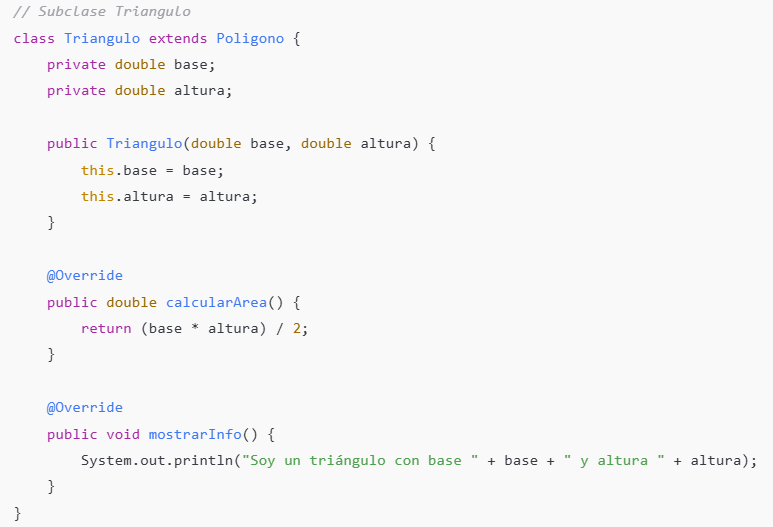 // Subclase Triangulo
class Triangulo extends Poligono {
    private double base;
    private double altura;

    public Triangulo(double base, double altura) {
        this.base = base;
        this.altura = altura;
    }

    @Override
    public double calcularArea() {
        return (base * altura) / 2;
    }

    @Override
    public void mostrarInfo() {
        System.out.println("Soy un triángulo con base " + base + " y altura " + altura);
    }
}